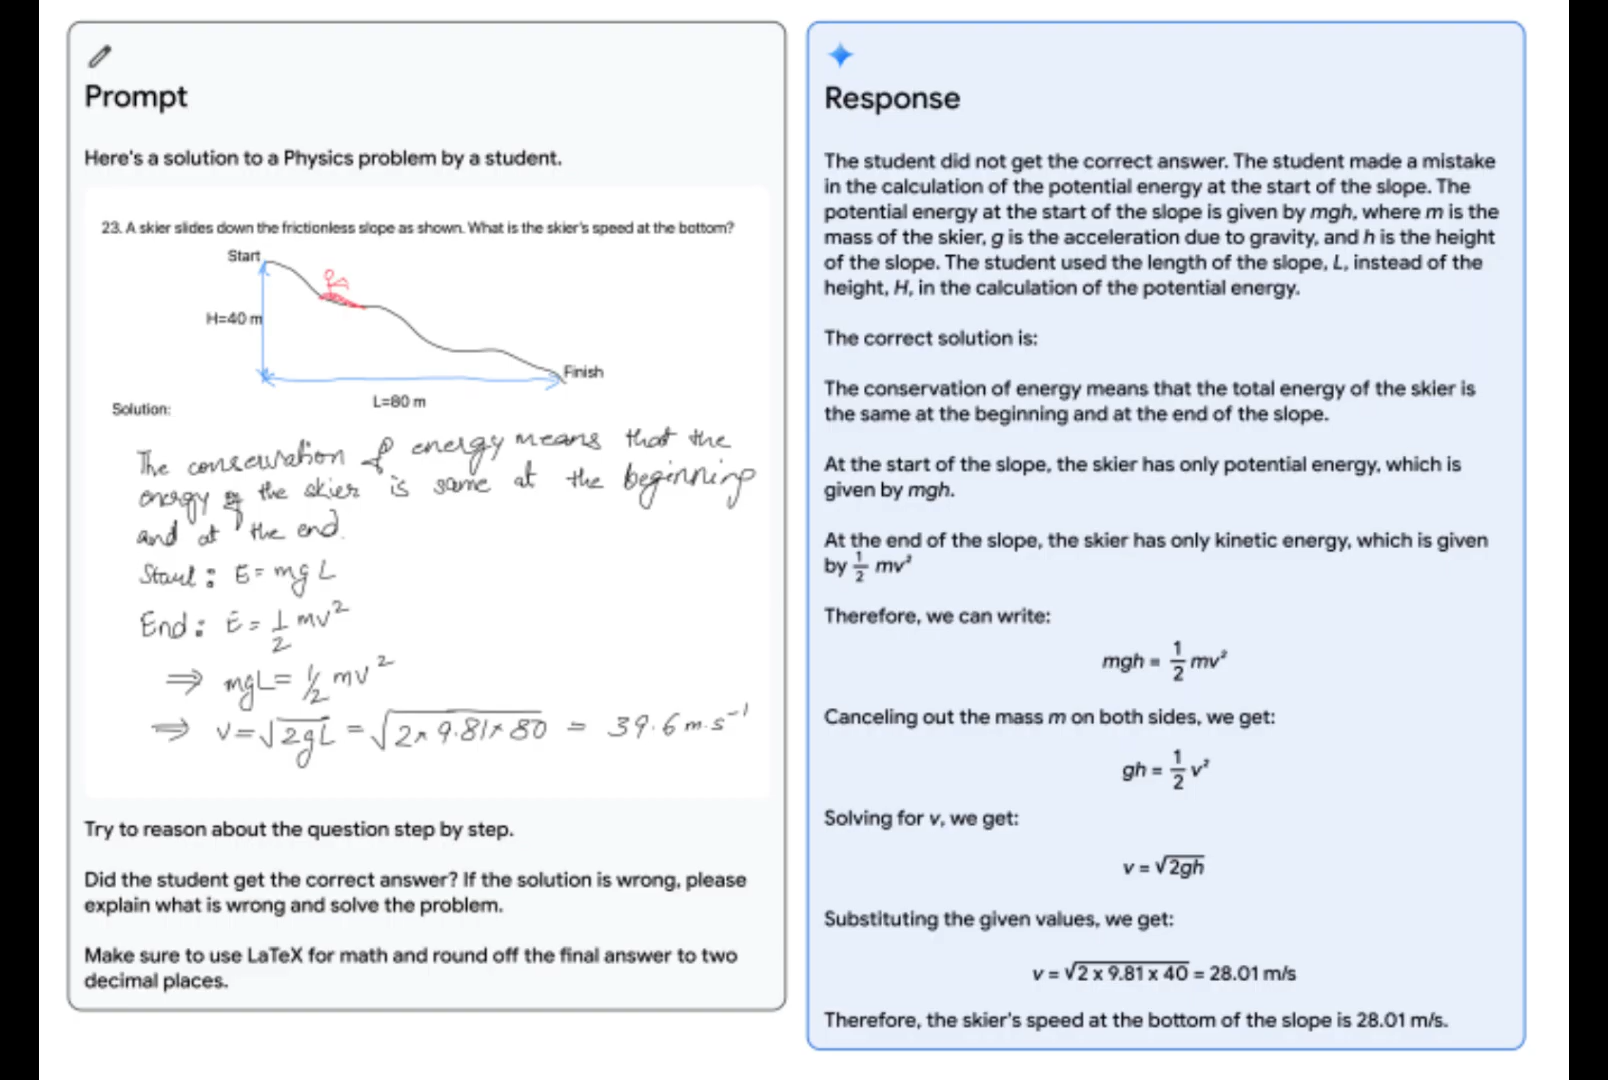 Prompt
Here's a solution to a Physics problem by a student.
23. A skier slides down the frictionless slope as shown. What is the skier's speed at the bottom?
Start
H=40 m
Finish
L=80 m
Solution:
The conservation of energy means that the
energy of the skier is same at the beginning
and at the end.
Start : E = mg L
End : E = 1/2 mv²
⇒ mgL = 1/2 mv²
⇒ v = √2gL = √2 × 9.81 × 80 = 39.6 m.s⁻¹
Try to reason about the question step by step.
Did the student get the correct answer? If the solution is wrong, please
explain what is wrong and solve the problem.
Make sure to use LaTeX for math and round off the final answer to two
decimal places.
Response
The student did not get the correct answer. The student made a mistake
in the calculation of the potential energy at the start of the slope. The
potential energy at the start of the slope is given by mgh, where m is the
mass of the skier, g is the acceleration due to gravity, and h is the height
of the slope. The student used the length of the slope, L, instead of the
height, H, in the calculation of the potential energy.
The correct solution is:
The conservation of energy means that the total energy of the skier is
the same at the beginning and at the end of the slope.
At the start of the slope, the skier has only potential energy, which is
given by mgh.
At the end of the slope, the skier has only kinetic energy, which is given
by 1/2 mv²
Therefore, we can write:
mgh = 1/2 mv²
Canceling out the mass m on both sides, we get:
gh = 1/2 v²
Solving for v, we get:
v = √2gh
Substituting the given values, we get:
v = √2 x 9.81 x 40 = 28.01 m/s
Therefore, the skier's speed at the bottom of the slope is 28.01 m/s.